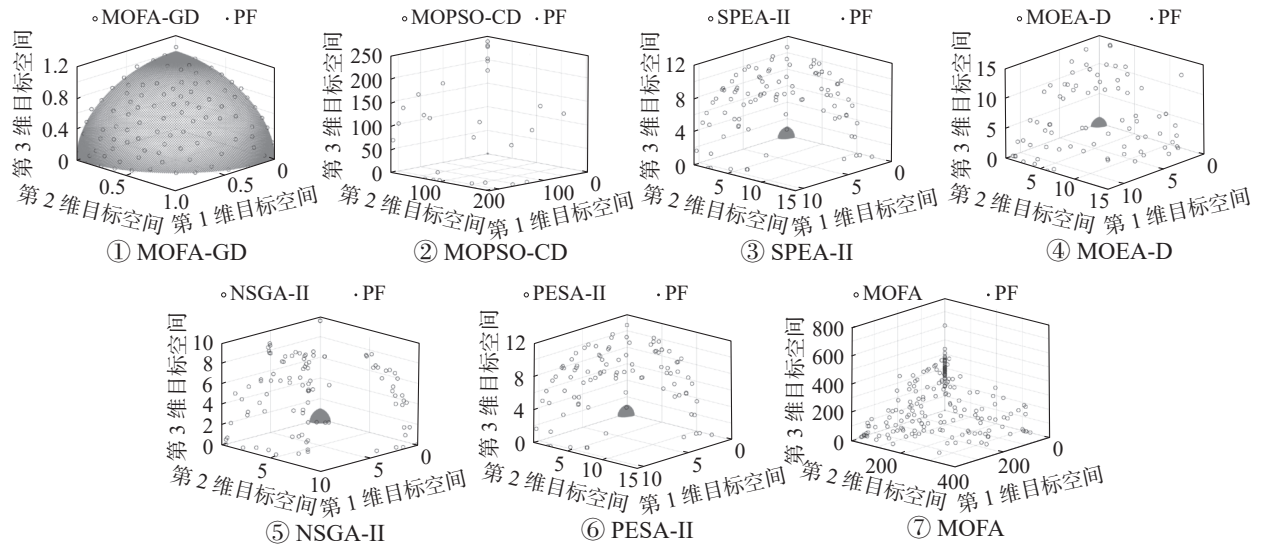 ∘MOFA-GD ·PF
第 3 维目标空间
1.2
0.8
0.4
0
0.5
1.0
0.5
0
第 2 维目标空间
第 1 维目标空间
① MOFA-GD
∘MOPSO-CD ·PF
第 3 维目标空间
250
200
150
100
50
0
100
200
100
0
第 2 维目标空间
第 1 维目标空间
② MOPSO-CD
∘SPEA-II ·PF
第 3 维目标空间
12
8
4
0
5
10
15
10
5
0
第 2 维目标空间
第 1 维目标空间
③ SPEA-II
∘MOEA-D ·PF
第 3 维目标空间
15
10
5
0
5
10
15
10
5
0
第 2 维目标空间
第 1 维目标空间
④ MOEA-D
∘NSGA-II ·PF
第 3 维目标空间
10
8
6
4
2
0
5
10
5
0
第 2 维目标空间
第 1 维目标空间
⑤ NSGA-II
∘PESA-II ·PF
第 3 维目标空间
12
8
4
0
5
10
15
10
5
0
第 2 维目标空间
第 1 维目标空间
⑥ PESA-II
∘MOFA ·PF
第 3 维目标空间
800
600
400
200
0
200
400
200
0
第 2 维目标空间
第 1 维目标空间
⑦ MOFA